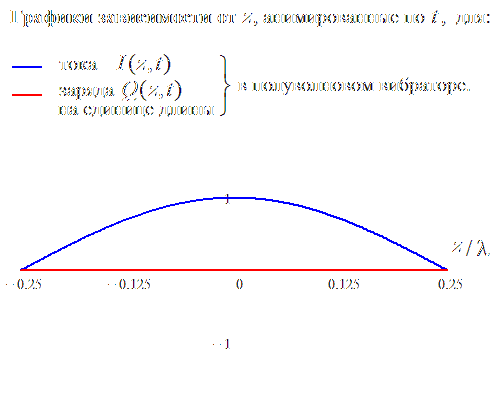 Графики зависимости от z, анимированные по t, для:
тока I(z,t)
заряда Q(z,t)
на единице длины
в полуволновом вибраторе.
1
z/λ
-0.25 -0.125 0 0.125 0.25
-1